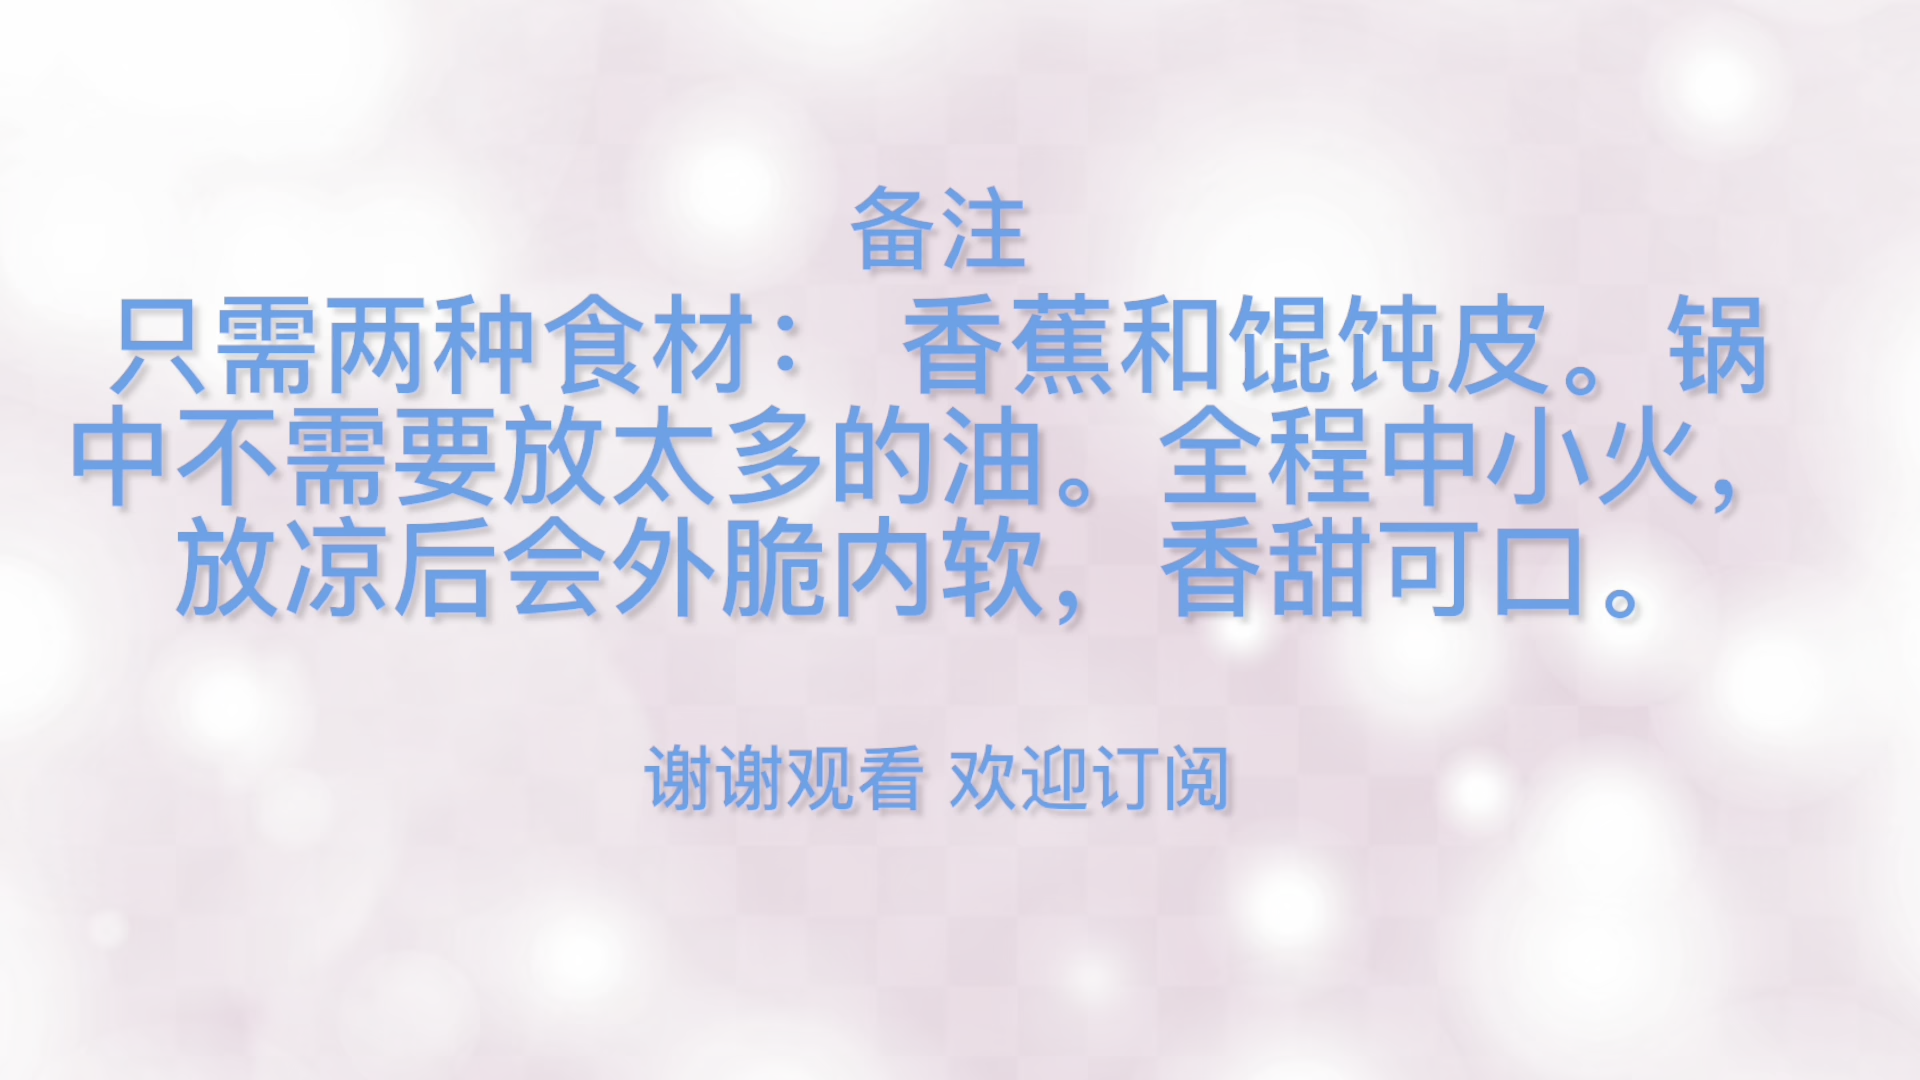 备注
只需两种食材： 香蕉和馄饨皮。锅
中不需要放太多的油。全程中小火，
放凉后会外脆内软，香甜可口。
谢谢观看 欢迎订阅